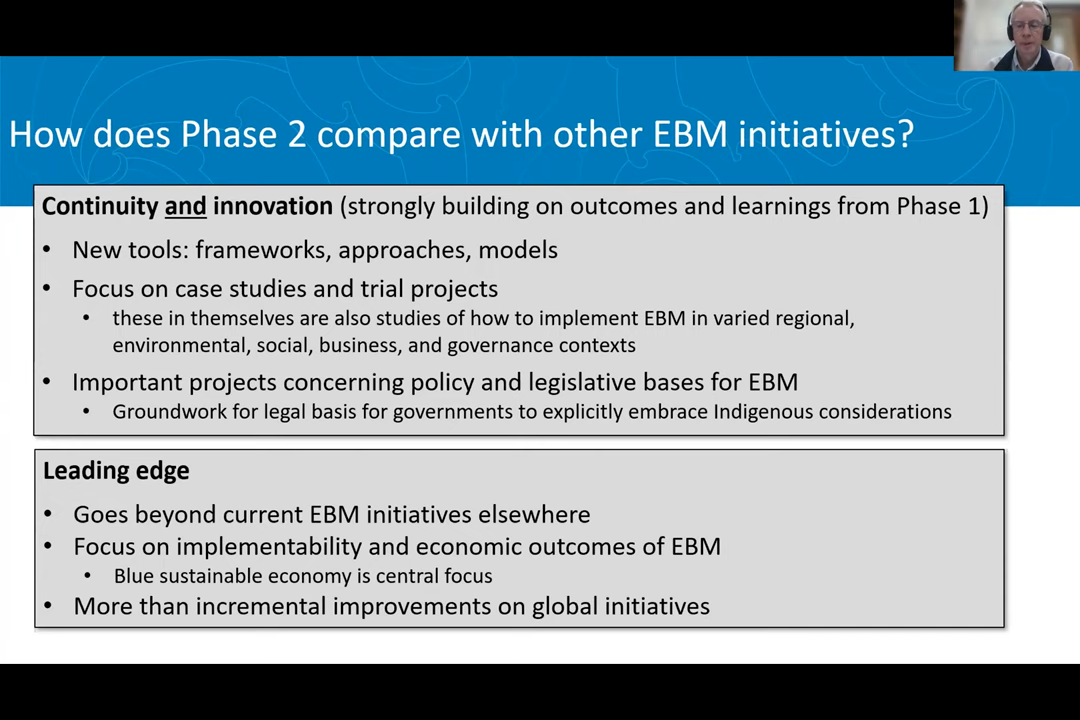 How does Phase 2 compare with other EBM initiatives?
Continuity and innovation (strongly building on outcomes and learnings from Phase 1)
• New tools: frameworks, approaches, models
• Focus on case studies and trial projects
• these in themselves are also studies of how to implement EBM in varied regional,
environmental, social, business, and governance contexts
• Important projects concerning policy and legislative bases for EBM
• Groundwork for legal basis for governments to explicitly embrace Indigenous considerations
Leading edge
• Goes beyond current EBM initiatives elsewhere
• Focus on implementability and economic outcomes of EBM
• Blue sustainable economy is central focus
• More than incremental improvements on global initiatives